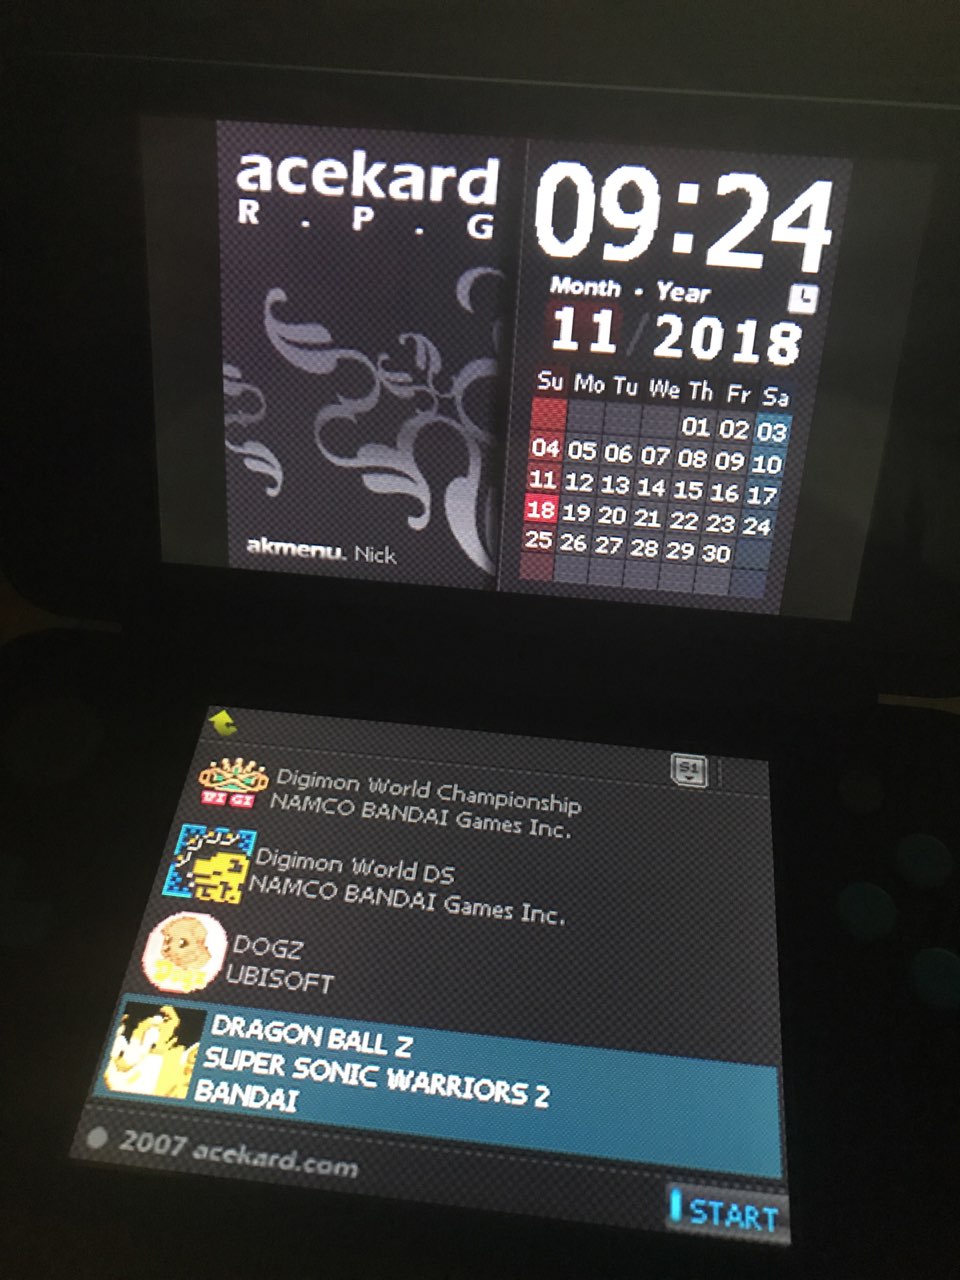 acekard
R . P . G
akmenu. Nick
09:24
Month . Year
11 / 2018
Su Mo Tu We Th Fr Sa
01 02 03
04 05 06 07 08 09 10
11 12 13 14 15 16 17
18 19 20 21 22 23 24
25 26 27 28 29 30
S1
DIGI
Digimon World Championship
NAMCO BANDAI Games Inc.
Digimon World DS
NAMCO BANDAI Games Inc.
Dogz
DOGZ
UBISOFT
DRAGON BALL Z
SUPER SONIC WARRIORS 2
BANDAI
2007 acekard.com
START